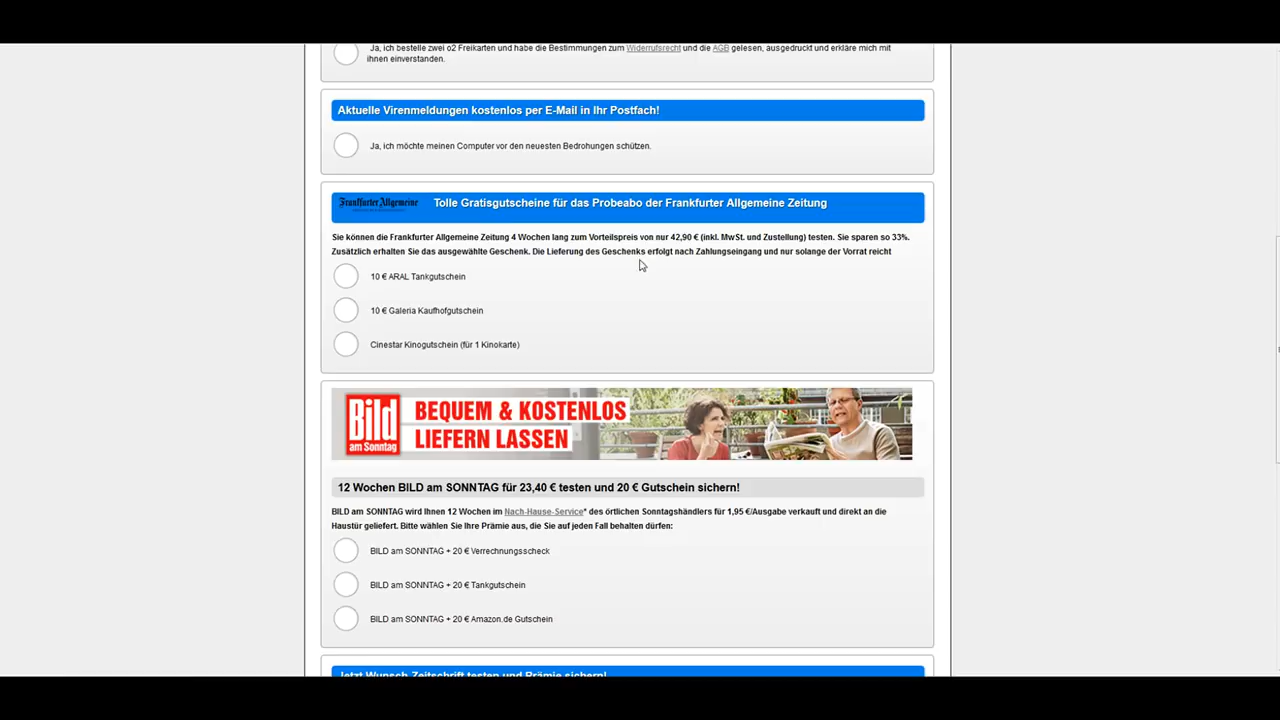 Ja, ich bestelle zwei o2 Freikarten und habe die Bestimmungen zum Widerrufsrecht und die AGB gelesen, ausgedruckt und erkläre mich mit
ihnen einverstanden.
Aktuelle Virenmeldungen kostenlos per E-Mail in Ihr Postfach!
Ja, ich möchte meinen Computer vor den neuesten Bedrohungen schützen.
Frankfurter Allgemeine
Tolle Gratisgutscheine für das Probeabo der Frankfurter Allgemeine Zeitung
Sie können die Frankfurter Allgemeine Zeitung 4 Wochen lang zum Vorteilspreis von nur 42,90 € (inkl. MwSt. und Zustellung) testen. Sie sparen so 33%.
Zusätzlich erhalten Sie das ausgewählte Geschenk. Die Lieferung des Geschenks erfolgt nach Zahlungseingang und nur solange der Vorrat reicht
10 € ARAL Tankgutschein
10 € Galeria Kaufhofgutschein
Cinestar Kinogutschein (für 1 Kinokarte)
Bild
am Sonntag
BEQUEM & KOSTENLOS
LIEFERN LASSEN
12 Wochen BILD am SONNTAG für 23,40 € testen und 20 € Gutschein sichern!
BILD am SONNTAG wird Ihnen 12 Wochen im Nach-Hause-Service* des örtlichen Sonntagshändlers für 1,95 €/Ausgabe verkauft und direkt an die
Haustür geliefert. Bitte wählen Sie Ihre Prämie aus, die Sie auf jeden Fall behalten dürfen:
BILD am SONNTAG + 20 € Verrechnungsscheck
BILD am SONNTAG + 20 € Tankgutschein
BILD am SONNTAG + 20 € Amazon.de Gutschein
Jetzt Wunsch-Zeitschrift testen und Prämie sichern!